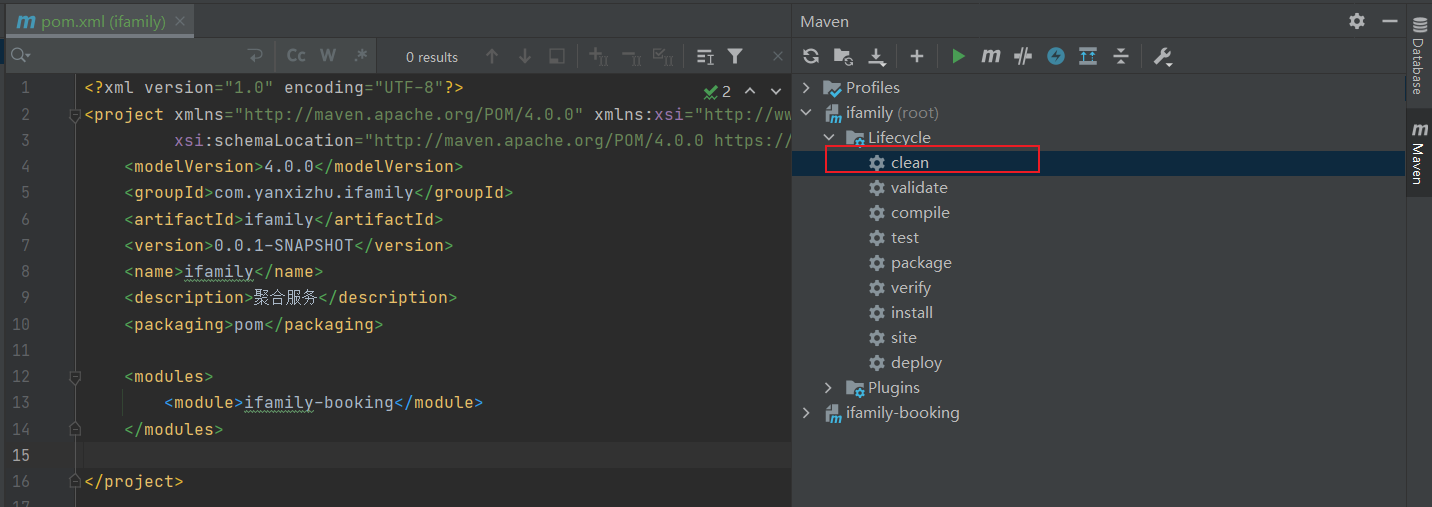 pom.xml (ifamily)
Cc W .* 0 results
1 <?xml version="1.0" encoding="UTF-8"?>
2
2 <project xmlns="http://maven.apache.org/POM/4.0.0" xmlns:xsi="http://ww
3 xsi:schemaLocation="http://maven.apache.org/POM/4.0.0 https://
4 <modelVersion>4.0.0</modelVersion>
5 <groupId>com.yanxizhu.ifamily</groupId>
6 <artifactId>ifamily</artifactId>
7 <version>0.0.1-SNAPSHOT</version>
8 <name>ifamily</name>
9 <description>聚合服务</description>
10 <packaging>pom</packaging>
11
12 <modules>
13 <module>ifamily-booking</module>
14 </modules>
15
16 </project>
17
Maven
Profiles
ifamily (root)
Lifecycle
clean
validate
compile
test
package
verify
install
site
deploy
Plugins
ifamily-booking
Database
Maven